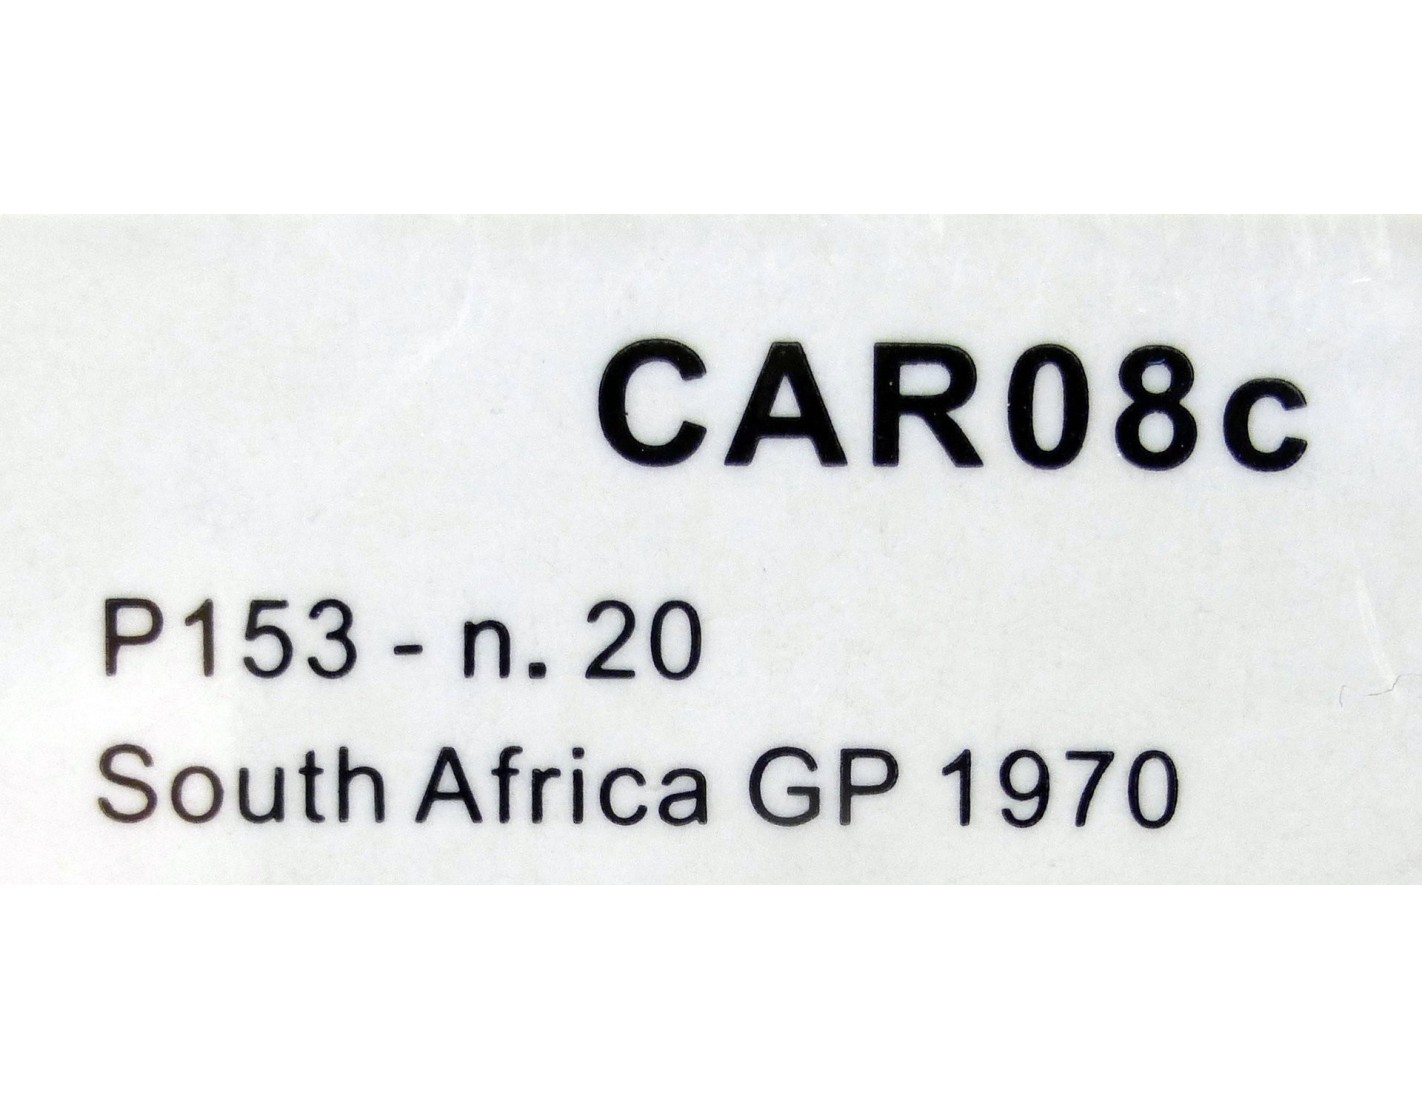 CAR08c
P153 - n. 20
South Africa GP 1970